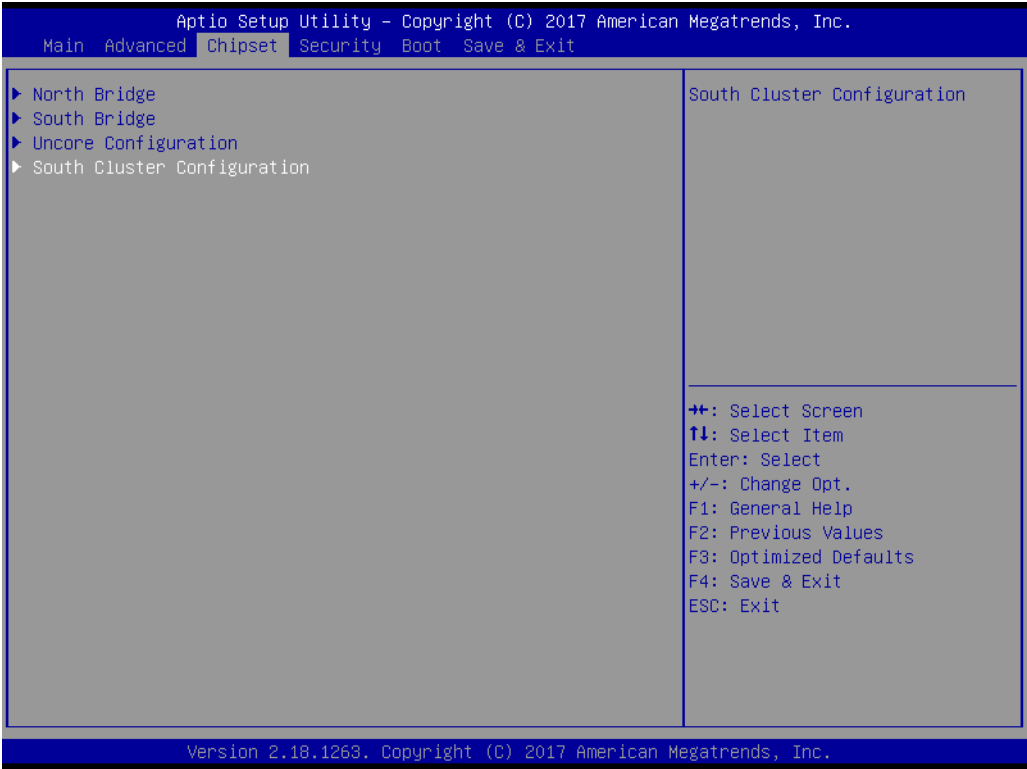 Aptio Setup Utility – Copyright (C) 2017 American Megatrends, Inc.
Main Advanced Chipset Security Boot Save & Exit
North Bridge
South Bridge
Uncore Configuration
South Cluster Configuration
South Cluster Configuration
→←: Select Screen
↑↓: Select Item
Enter: Select
+/-: Change Opt.
F1: General Help
F2: Previous Values
F3: Optimized Defaults
F4: Save & Exit
ESC: Exit
Version 2.18.1263. Copyright (C) 2017 American Megatrends, Inc.